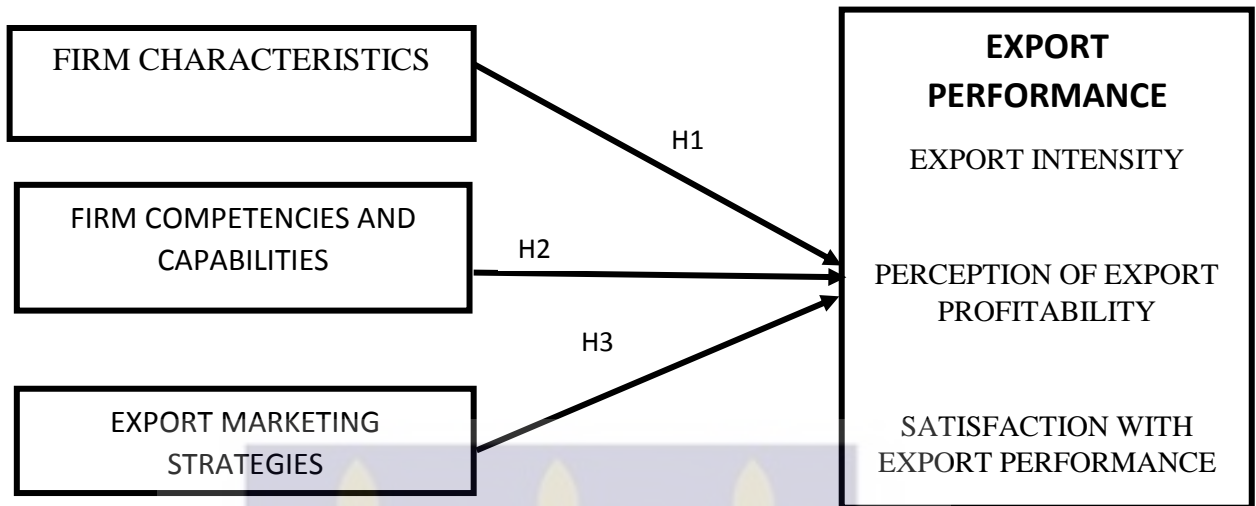 FIRM CHARACTERISTICS
H1
FIRM COMPETENCIES AND
CAPABILITIES
H2
EXPORT MARKETING
STRATEGIES
H3
EXPORT
PERFORMANCE
EXPORT INTENSITY
PERCEPTION OF EXPORT
PROFITABILITY
SATISFACTION WITH
EXPORT PERFORMANCE